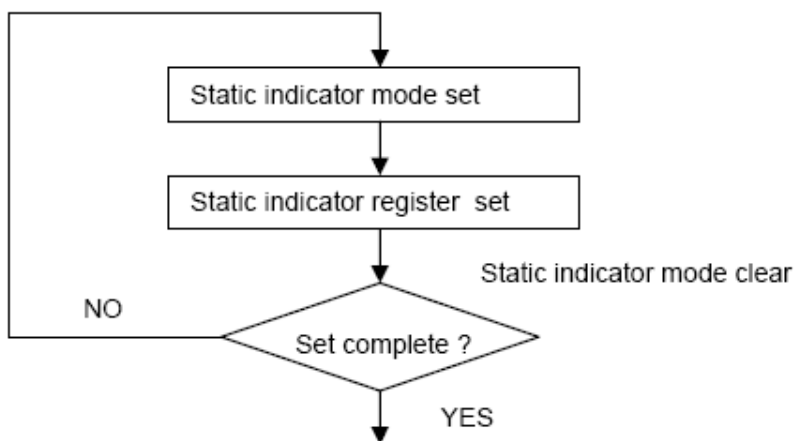 Static indicator mode set
Static indicator register set
Static indicator mode clear
NO
Set complete ?
YES